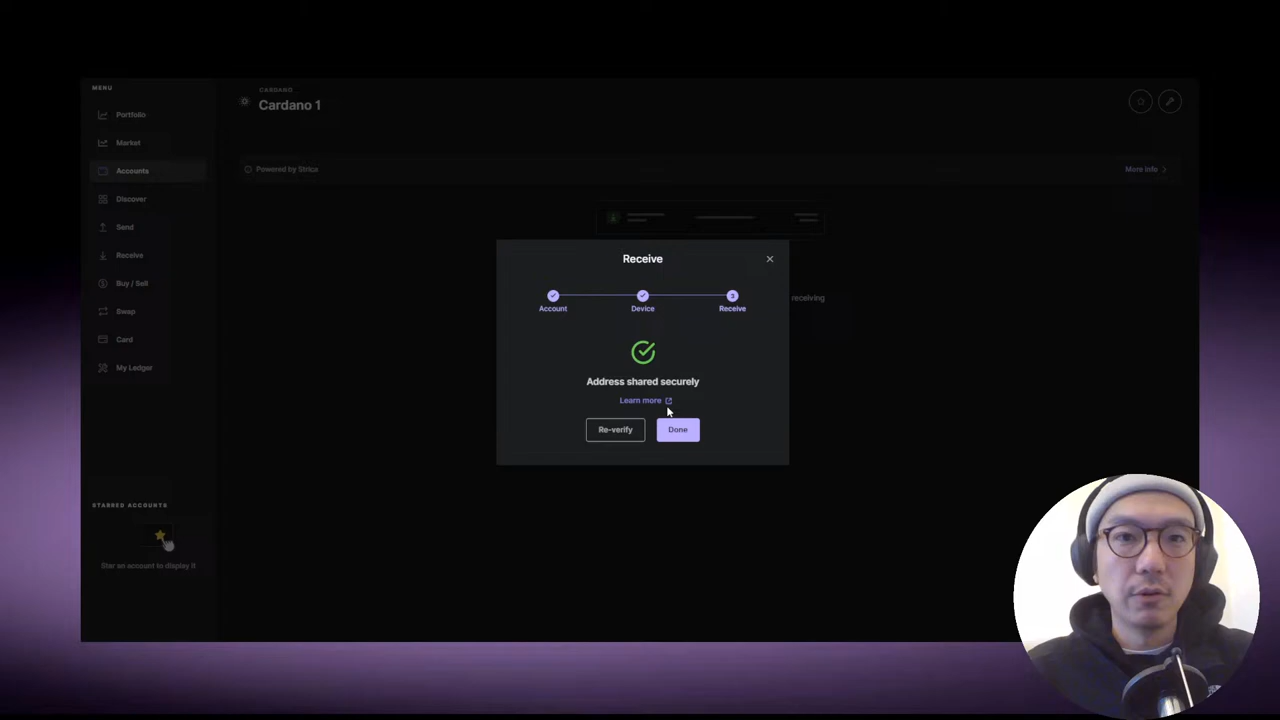 MENU
Portfolio
Market
Accounts
Discover
Send
Receive
Buy / Sell
Swap
Card
My Ledger
STARRED ACCOUNTS
Star an account to display it
CARDANO
Cardano 1
Powered by Strica
More info
receiving
Receive
Account
Device
3
Receive
Address shared securely
Learn more
Re-verify
Done